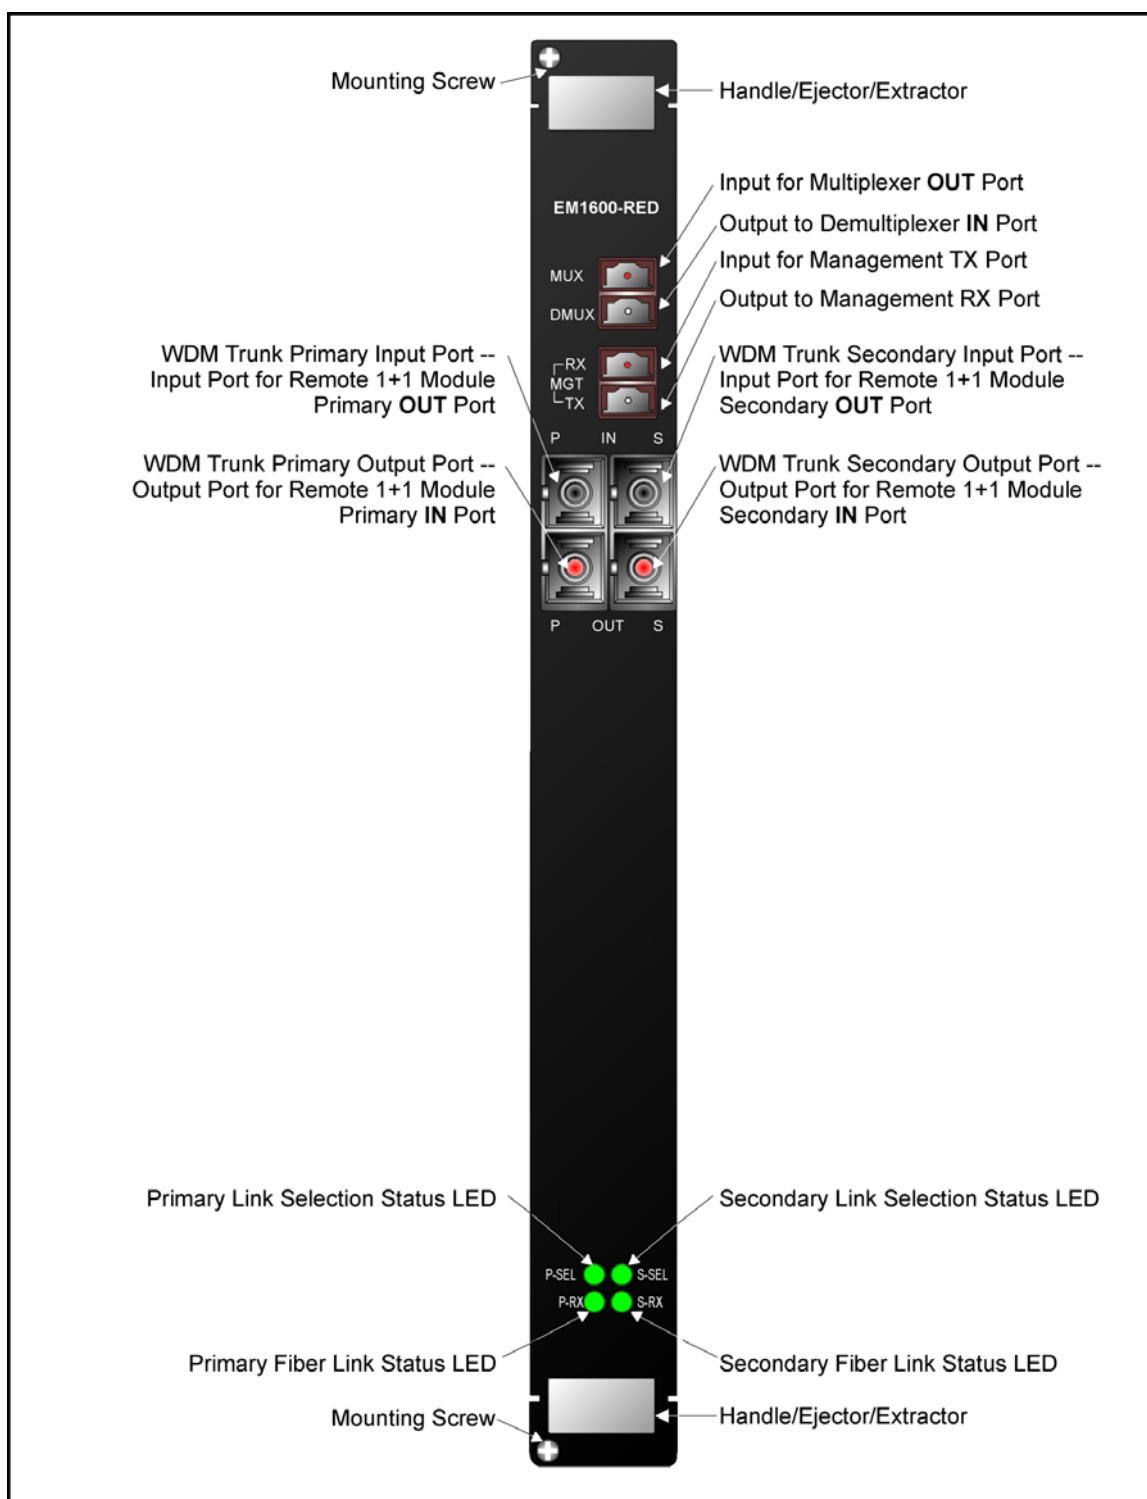 Mounting Screw
Handle/Ejector/Extractor
Input for Multiplexer OUT Port
EM1600-RED
Output to Demultiplexer IN Port
Input for Management TX Port
MUX
Output to Management RX Port
DMUX
WDM Trunk Primary Input Port --
Input Port for Remote 1+1 Module
Primary OUT Port
RX
MGT
TX
WDM Trunk Secondary Input Port --
Input Port for Remote 1+1 Module
Secondary OUT Port
P IN S
WDM Trunk Primary Output Port --
Output Port for Remote 1+1 Module
Primary IN Port
WDM Trunk Secondary Output Port --
Output Port for Remote 1+1 Module
Secondary IN Port
P OUT S
Primary Link Selection Status LED
Secondary Link Selection Status LED
P-SEL S-SEL
P-RX S-RX
Primary Fiber Link Status LED
Secondary Fiber Link Status LED
Mounting Screw
Handle/Ejector/Extractor